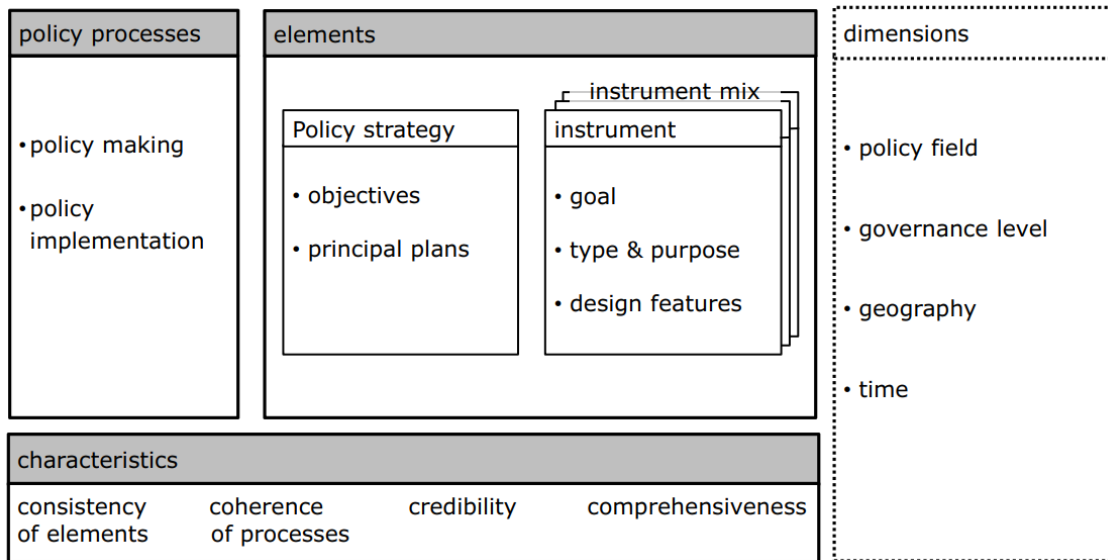 policy processes
•policy making
•policy
implementation
elements
Policy strategy
• objectives
• principal plans
instrument mix
instrument
• goal
• type & purpose
• design features
dimensions
• policy field
• governance level
• geography
• time
characteristics
consistency
of elements
coherence
of processes
credibility
comprehensiveness